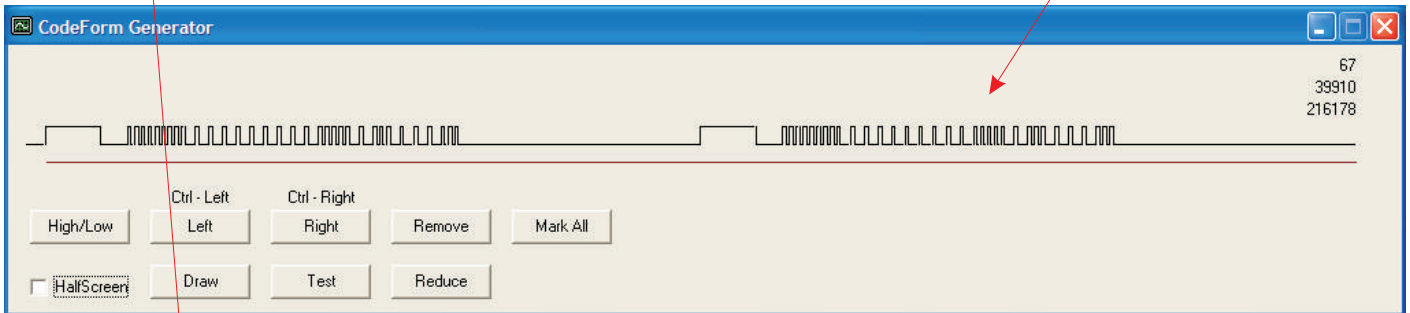 CodeForm Generator
67
39910
216178
Ctrl - Left Ctrl - Right
High/Low Left Right Remove Mark All
HalfScreen Draw Test Reduce